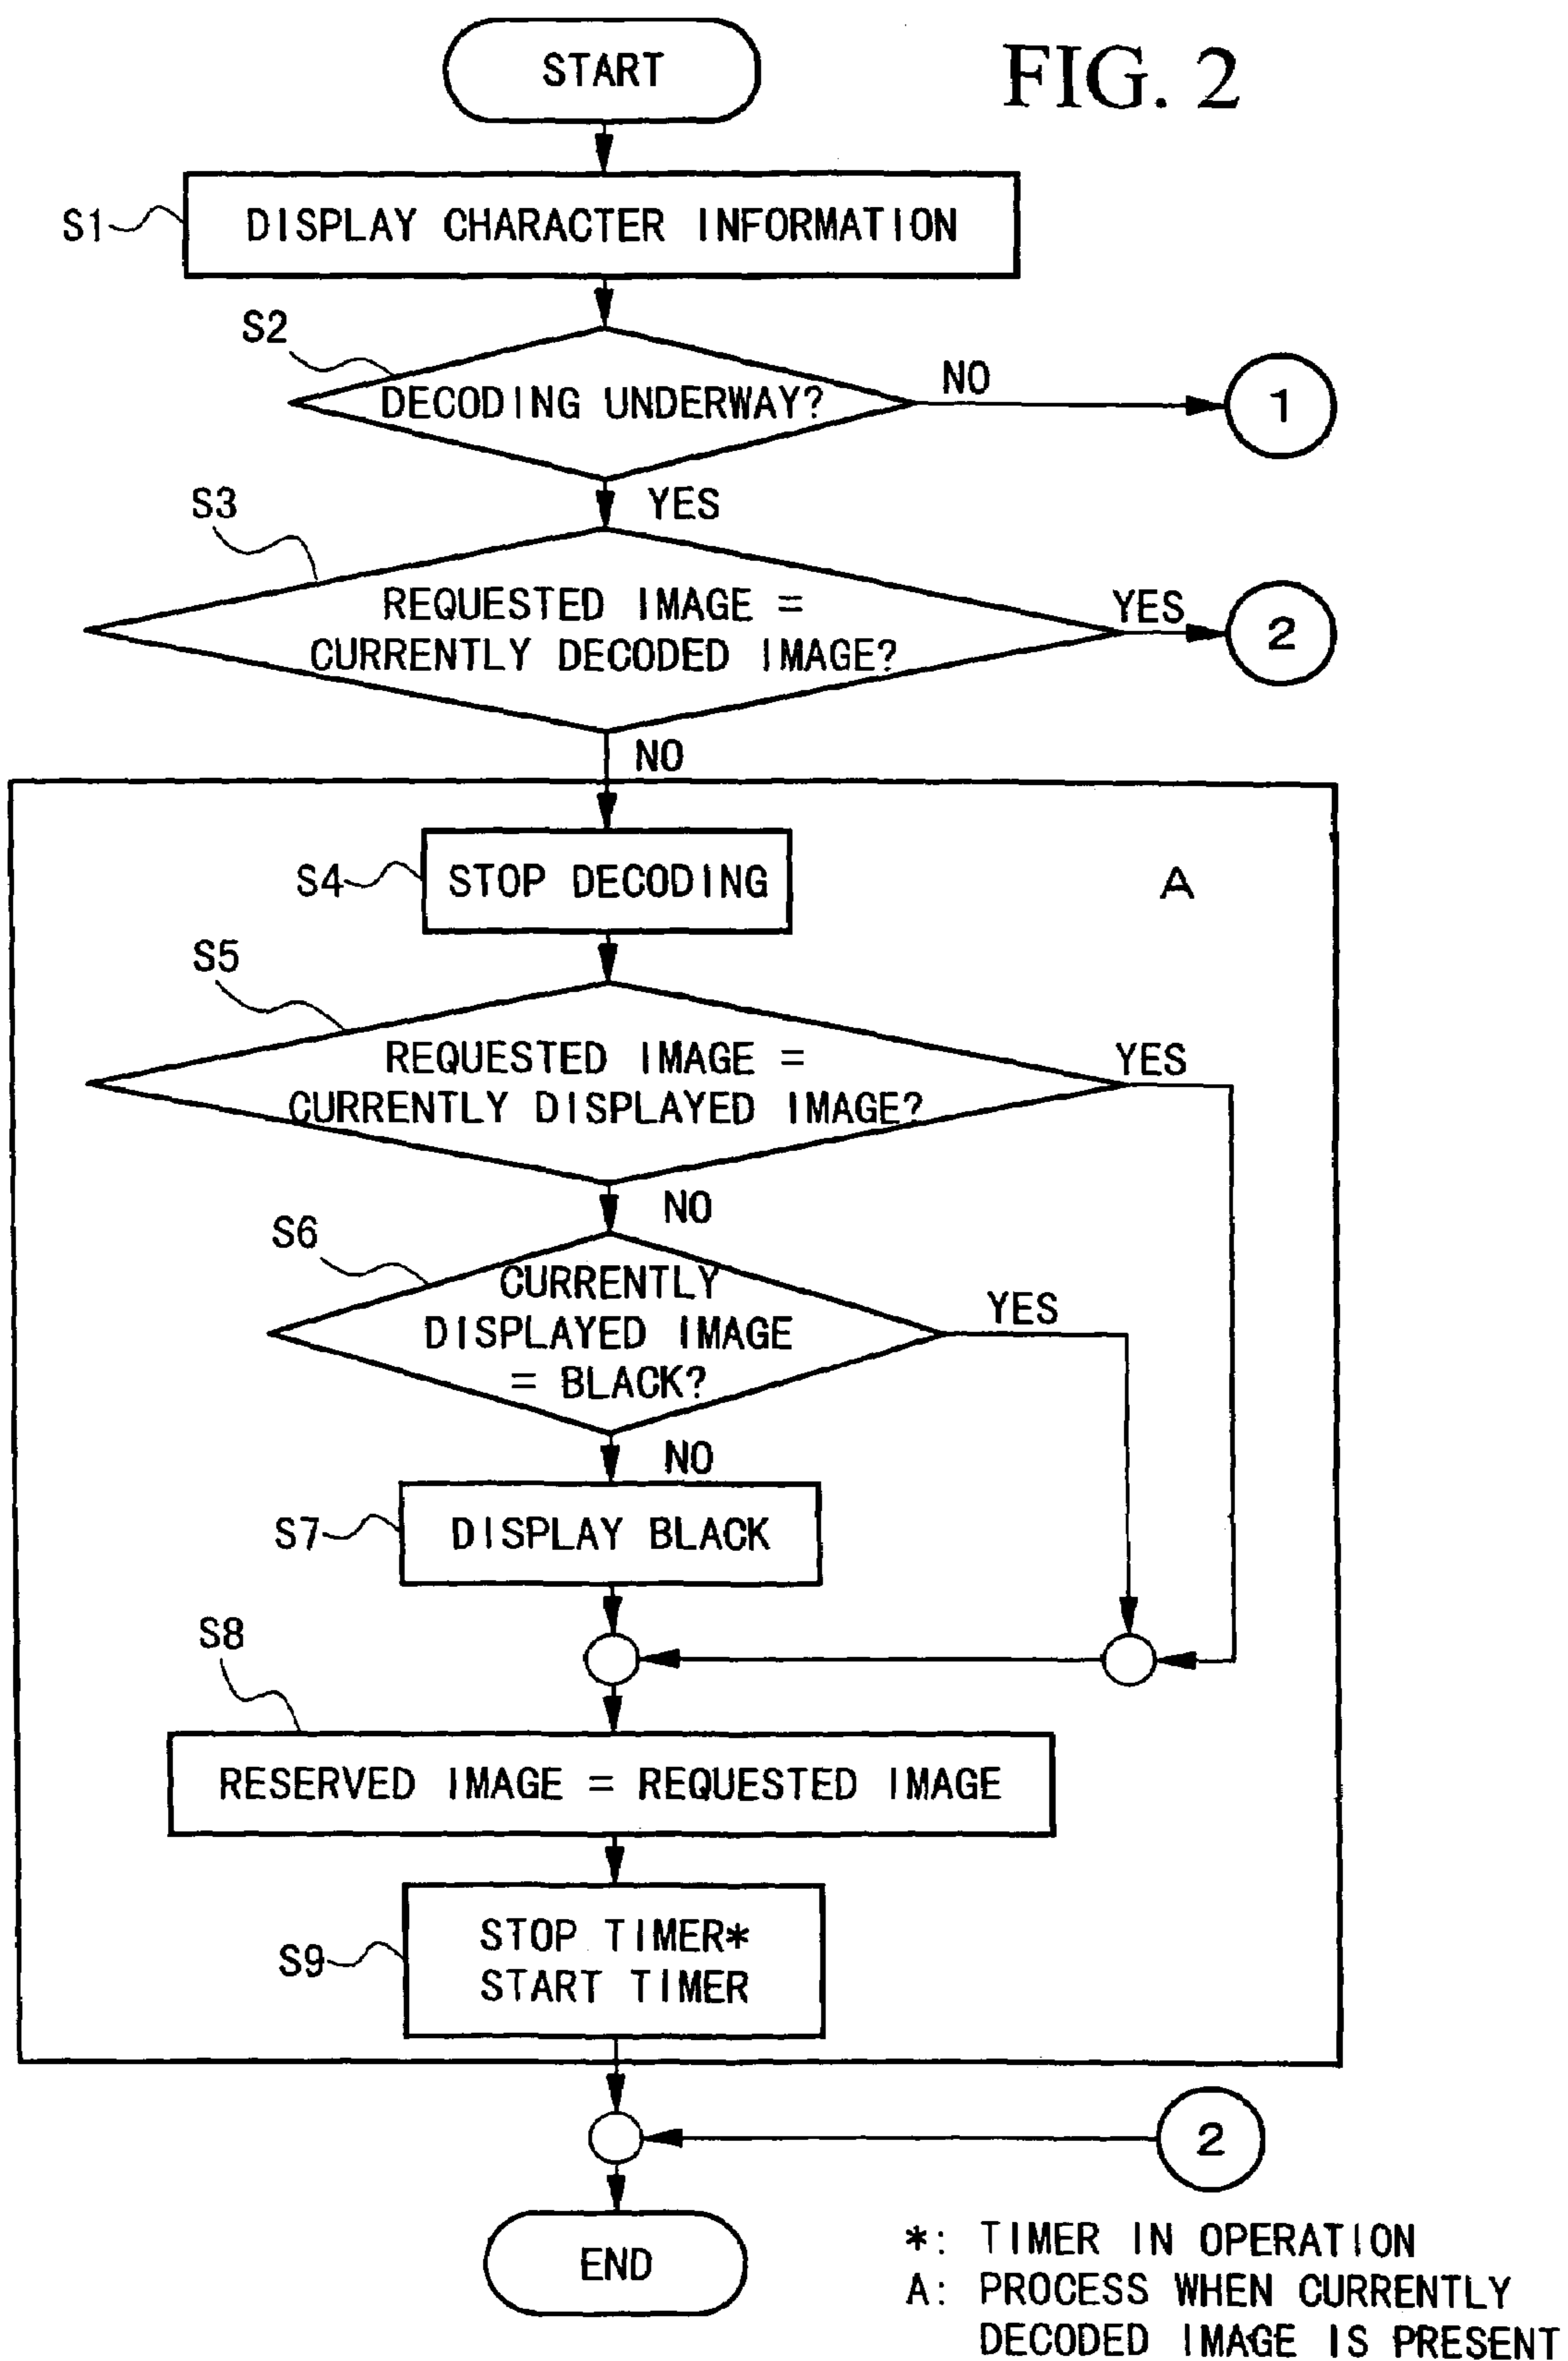 START
FIG. 2
S1
DISPLAY CHARACTER INFORMATION
S2
DECODING UNDERWAY?
NO
1
YES
S3
REQUESTED IMAGE =
CURRENTLY DECODED IMAGE?
YES
2
NO
S4
STOP DECODING
A
S5
REQUESTED IMAGE =
CURRENTLY DISPLAYED IMAGE?
YES
NO
S6
CURRENTLY
DISPLAYED IMAGE
= BLACK?
YES
NO
S7
DISPLAY BLACK
S8
RESERVED IMAGE = REQUESTED IMAGE
S9
STOP TIMER*
START TIMER
2
END
*: TIMER IN OPERATION
A: PROCESS WHEN CURRENTLY
DECODED IMAGE IS PRESENT